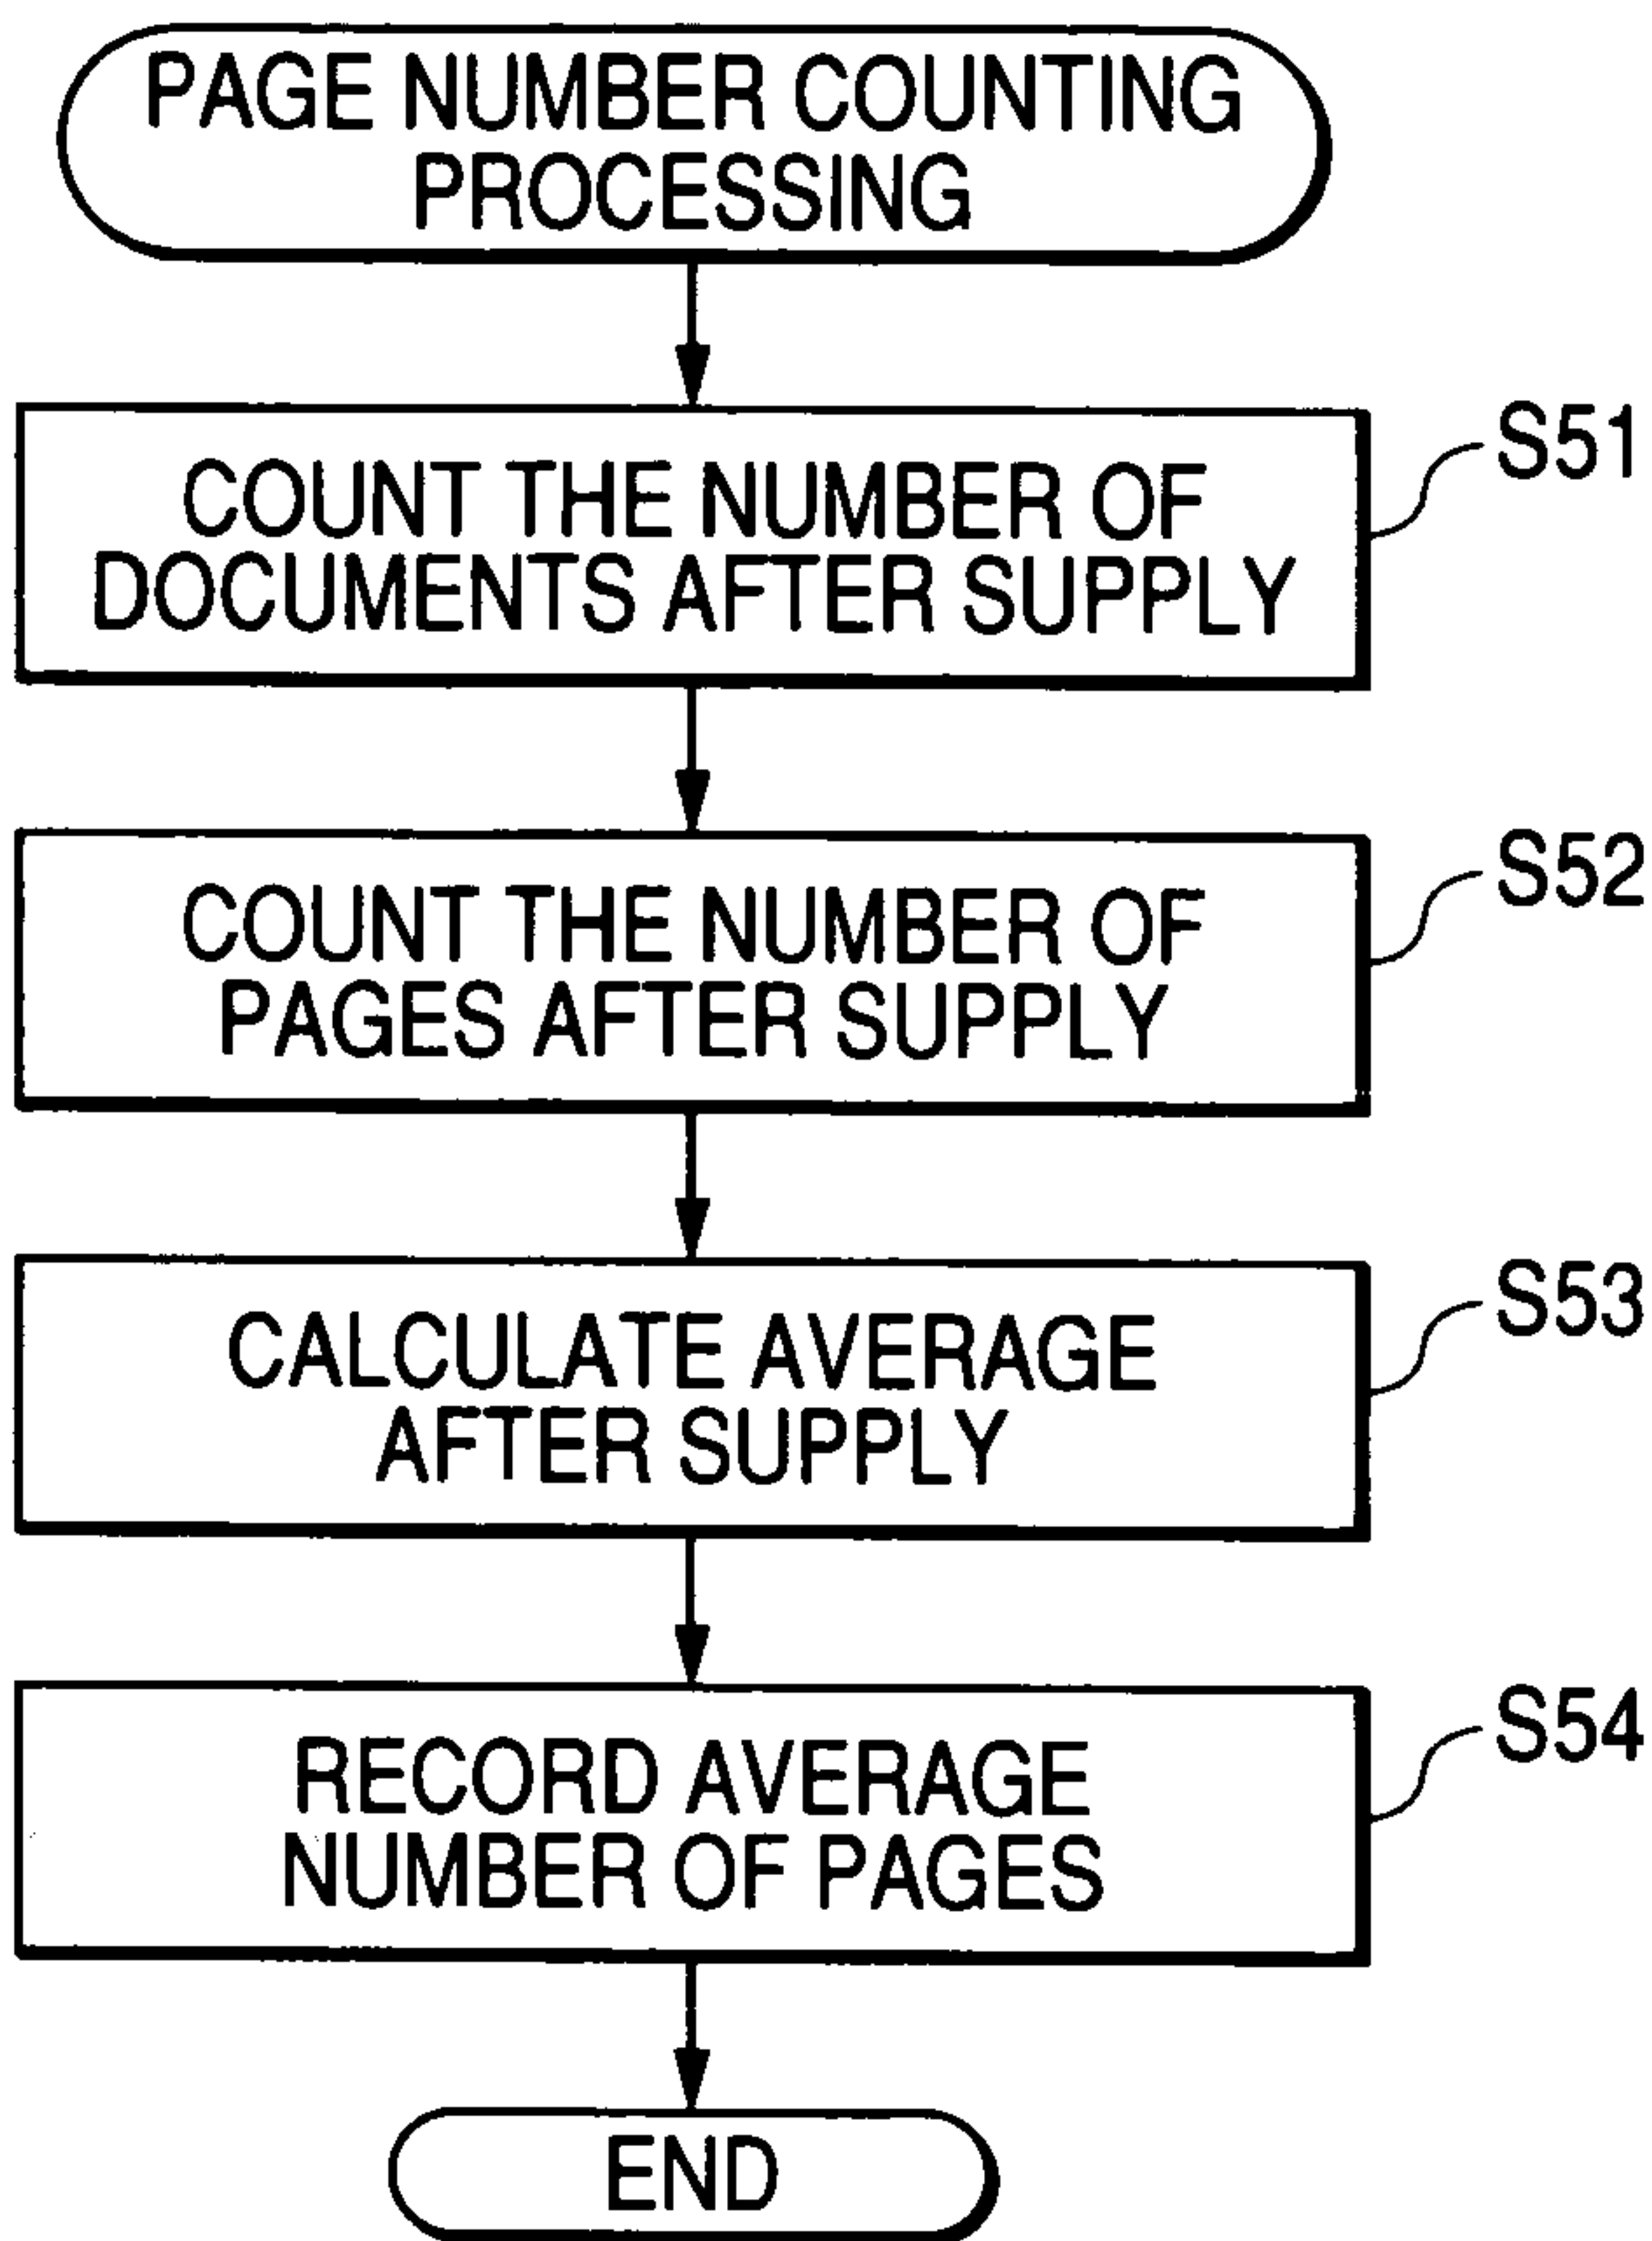 PAGE NUMBER COUNTING
PROCESSING
COUNT THE NUMBER OF
DOCUMENTS AFTER SUPPLY
S51
COUNT THE NUMBER OF
PAGES AFTER SUPPLY
S52
CALCULATE AVERAGE
AFTER SUPPLY
S53
RECORD AVERAGE
NUMBER OF PAGES
S54
END